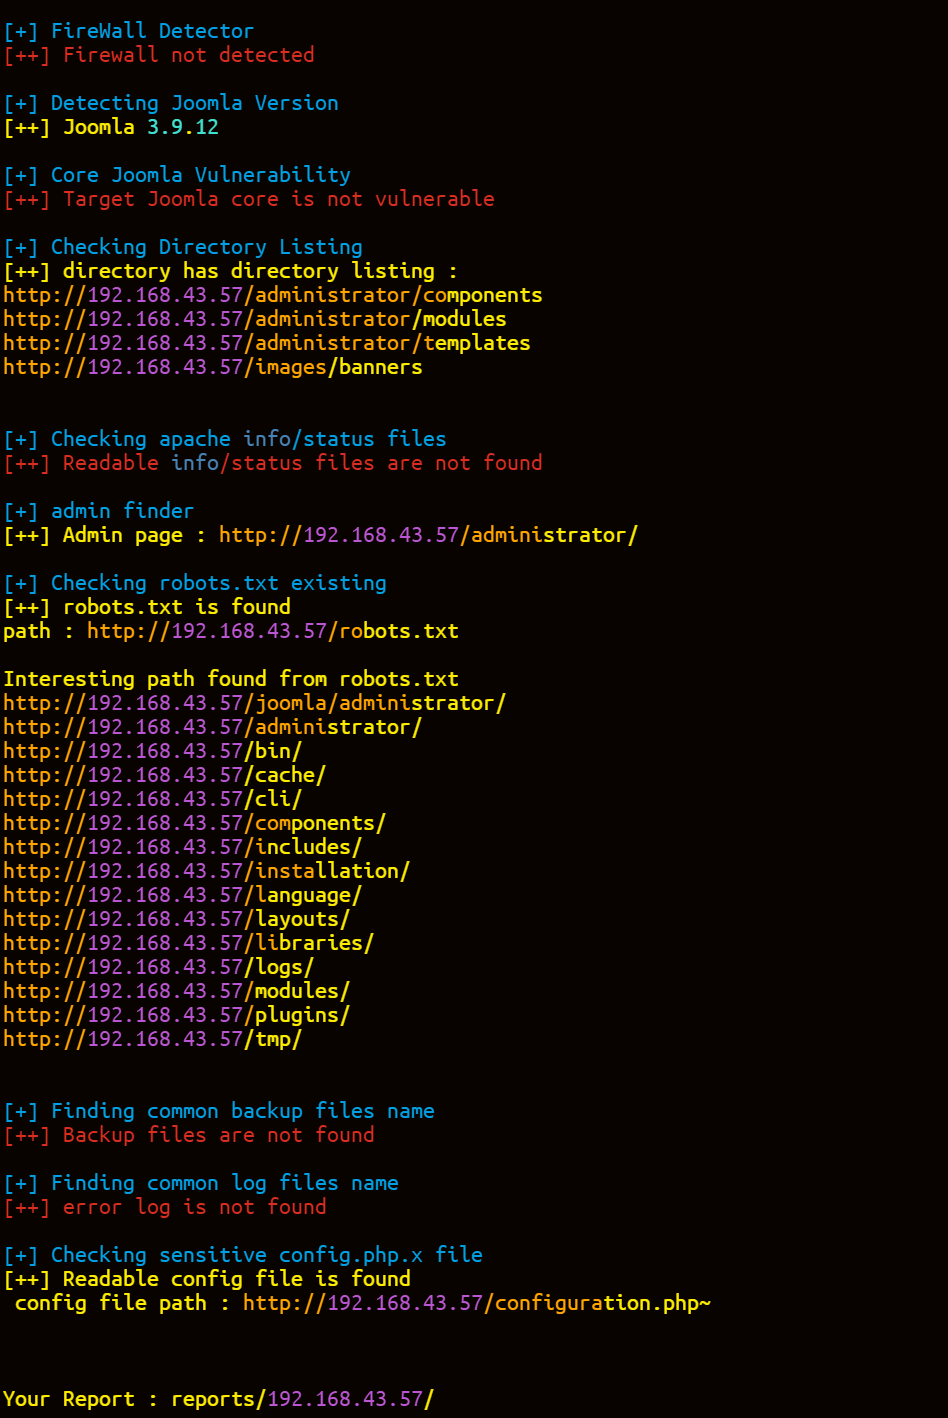 [+] FireWall Detector
[++] Firewall not detected
[+] Detecting Joomla Version
[++] Joomla 3.9.12
[+] Core Joomla Vulnerability
[++] Target Joomla core is not vulnerable
[+] Checking Directory Listing
[++] directory has directory listing :
http://192.168.43.57/administrator/components
http://192.168.43.57/administrator/modules
http://192.168.43.57/administrator/templates
http://192.168.43.57/images/banners
[+] Checking apache info/status files
[++] Readable info/status files are not found
[+] admin finder
[++] Admin page : http://192.168.43.57/administrator/
[+] Checking robots.txt existing
[++] robots.txt is found
path : http://192.168.43.57/robots.txt
Interesting path found from robots.txt
http://192.168.43.57/joomla/administrator/
http://192.168.43.57/administrator/
http://192.168.43.57/bin/
http://192.168.43.57/cache/
http://192.168.43.57/cli/
http://192.168.43.57/components/
http://192.168.43.57/includes/
http://192.168.43.57/installation/
http://192.168.43.57/language/
http://192.168.43.57/layouts/
http://192.168.43.57/libraries/
http://192.168.43.57/logs/
http://192.168.43.57/modules/
http://192.168.43.57/plugins/
http://192.168.43.57/tmp/
[+] Finding common backup files name
[++] Backup files are not found
[+] Finding common log files name
[++] error log is not found
[+] Checking sensitive config.php.x file
[++] Readable config file is found
config file path : http://192.168.43.57/configuration.php~
Your Report : reports/192.168.43.57/